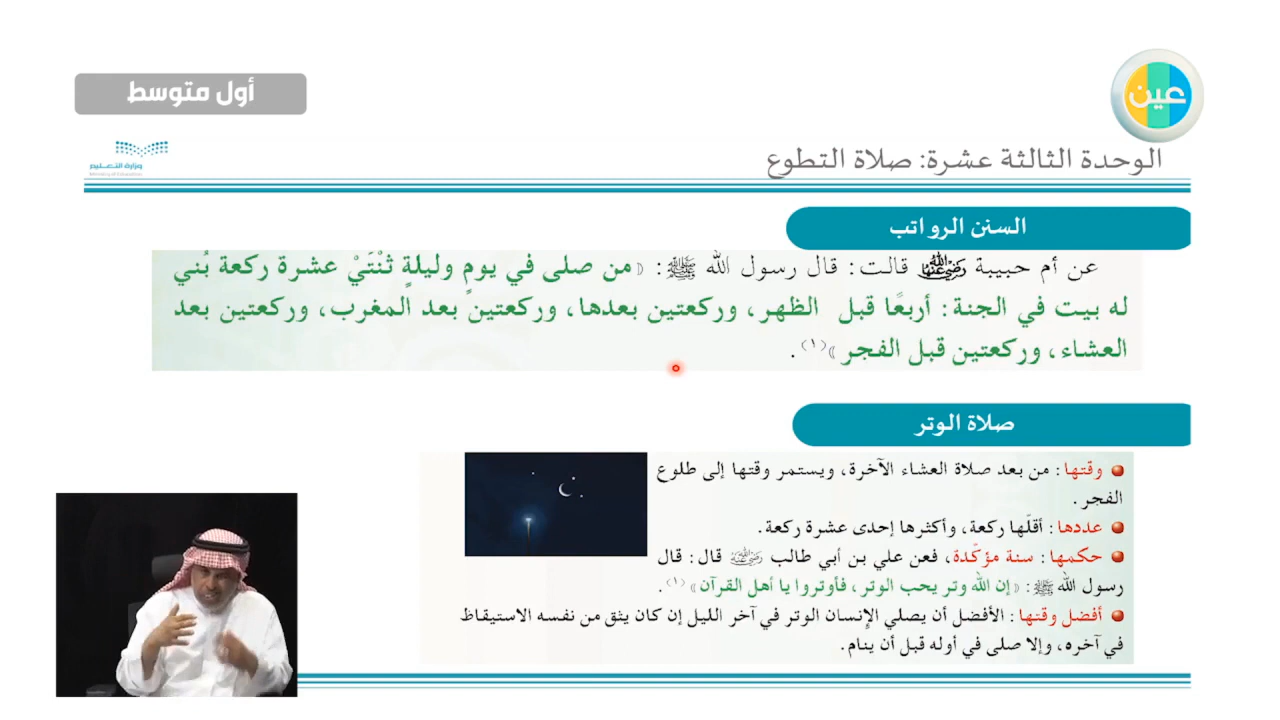 أول متوسط
عين
وزارة التعليم
Ministry of Education
الوحدة الثالثة عشرة: صلاة التطوع
السنن الرواتب
عن أم حبيبة رضي الله عنها قالت: قال رسول الله ﷺ: «من صلى في يومٍ وليلةٍ ثنْتَيْ عشرة ركعة بُني
له بيت في الجنة: أربعًا قبل الظهر، وركعتين بعدها، وركعتين بعد المغرب، وركعتين بعد
العشاء، وركعتين قبل الفجر»(١).
صلاة الوتر
وقتها: من بعد صلاة العشاء الآخرة، ويستمر وقتها إلى طلوع
الفجر.
عددها: أقلّها ركعة، وأكثرها إحدى عشرة ركعة.
حكمها: سنة مؤكّدة، فعن علي بن أبي طالب رضي الله عنه قال: قال
رسول الله ﷺ: «إن الله وتر يحب الوتر، فأوتروا يا أهل القرآن»(١).
أفضل وقتها: الأفضل أن يصلي الإنسان الوتر في آخر الليل إن كان يثق من نفسه الاستيقاظ
في آخره، وإلا صلى في أوله قبل أن ينام.